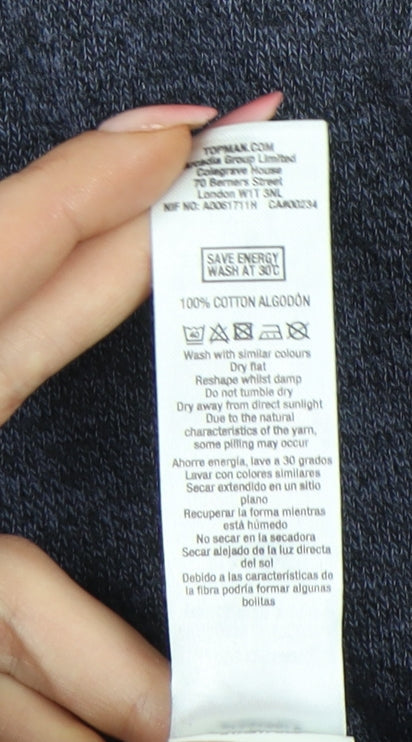 TOPMAN.COM
Arcadia Group Limited
Colegrave House
70 Berners Street
London W1T 3NL
NIF NO: A0061711H CA#00234
SAVE ENERGY
WASH AT 30°C
100% COTTON ALGODÓN
40
Wash with similar colours
Dry flat
Reshape whilst damp
Do not tumble dry
Dry away from direct sunlight
Due to the natural
characteristics of the yarn,
some pilling may occur
Ahorre energía, lave a 30 grados
Lavar con colores similares
Secar extendido en un sitio
plano
Recuperar la forma mientras
está húmedo
No secar en la secadora
Secar alejado de la luz directa
del sol
Debido a las características de
la fibra podría formar algunas
bolitas